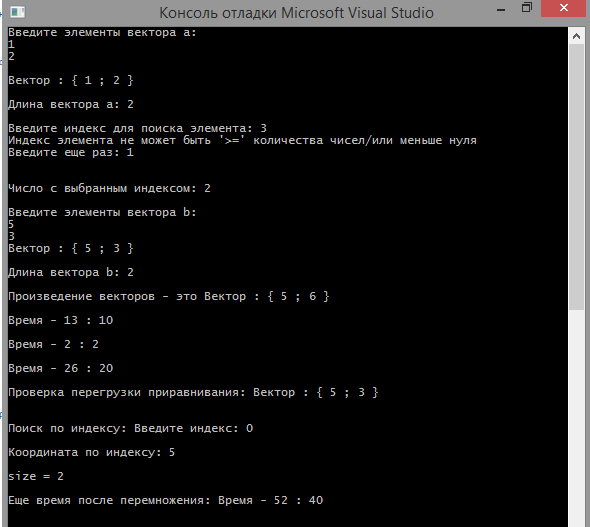 Консоль отладки Microsoft Visual Studio
Введите элементы вектора a:
1
2
Вектор : { 1 ; 2 }
Длина вектора a: 2
Введите индекс для поиска элемента: 3
Индекс элемента не может быть '>=' количества чисел/или меньше нуля
Введите еще раз: 1
Число с выбранным индексом: 2
Введите элементы вектора b:
5
3
Вектор : { 5 ; 3 }
Длина вектора b: 2
Произведение векторов - это Вектор : { 5 ; 6 }
Время - 13 : 10
Время - 2 : 2
Время - 26 : 20
Проверка перегрузки приравнивания: Вектор : { 5 ; 3 }
Поиск по индексу: Введите индекс: 0
Координата по индексу: 5
size = 2
Еще время после перемножения: Время - 52 : 40